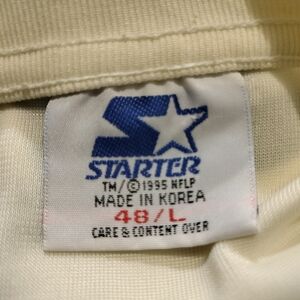 STARTER
TM/©1995 NFLP
MADE IN KOREA
48/L
CARE & CONTENT OVER